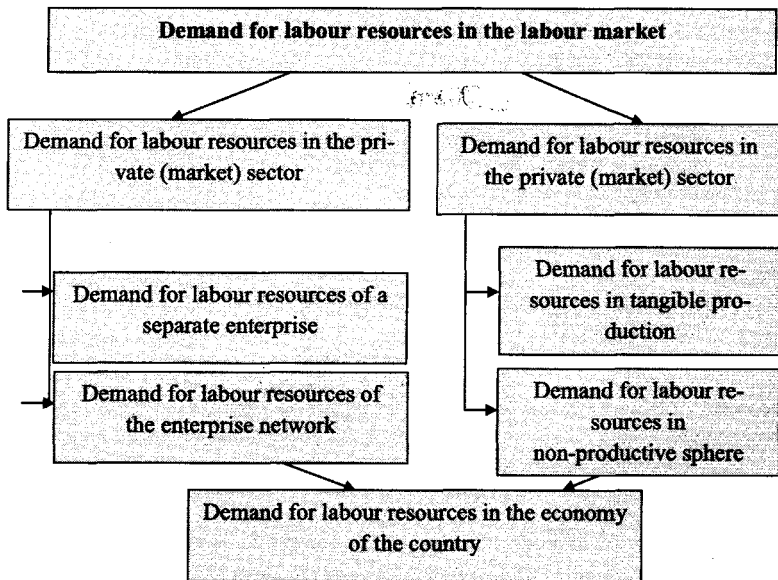 Demand for labour resources in the labour market
Demand for labour resources in the pri-
vate (market) sector
Demand for labour resources in
the private (market) sector
Demand for labour resources of a
separate enterprise
Demand for labour resources of
the enterprise network
Demand for labour re-
sources in tangible pro-
duction
Demand for labour re-
sources in
non-productive sphere
Demand for labour resources in the economy
of the country